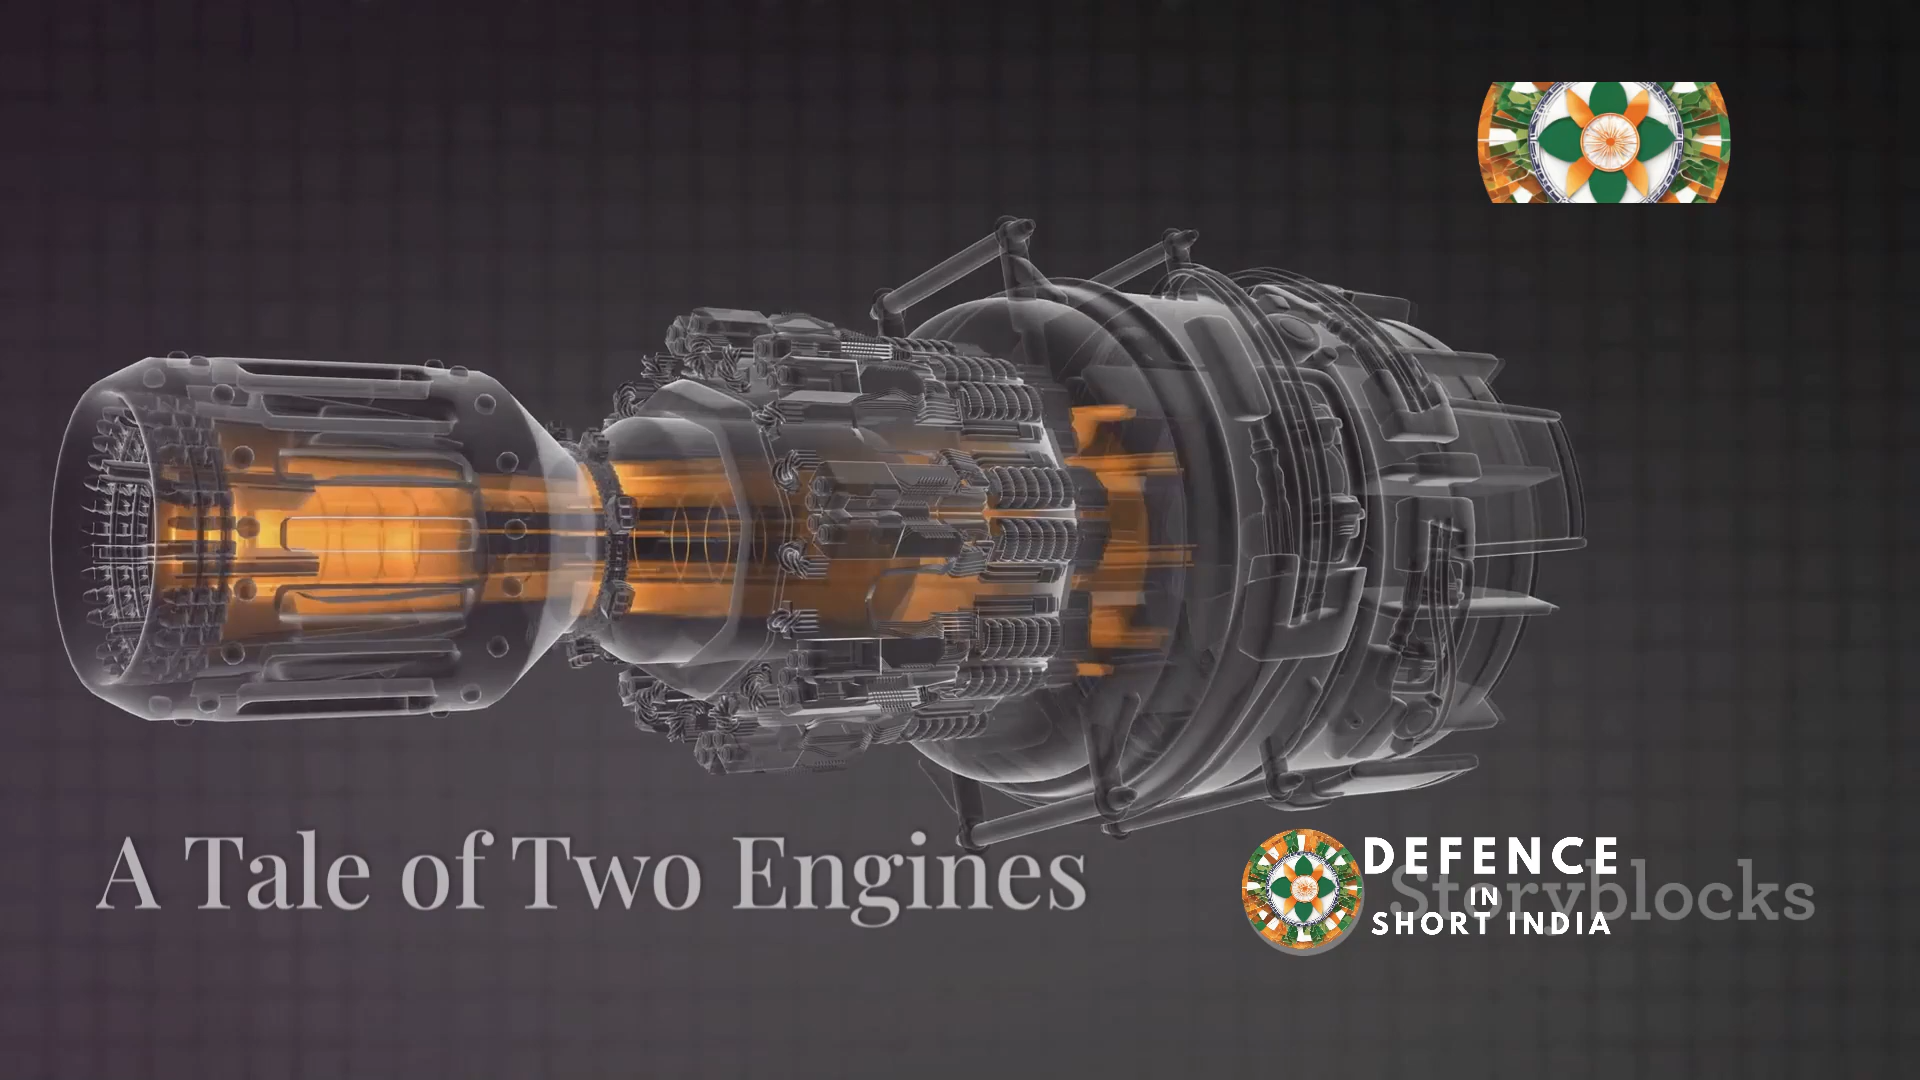 A Tale of Two Engines
DEFENCE
IN
SHORT INDIA
Storyblocks